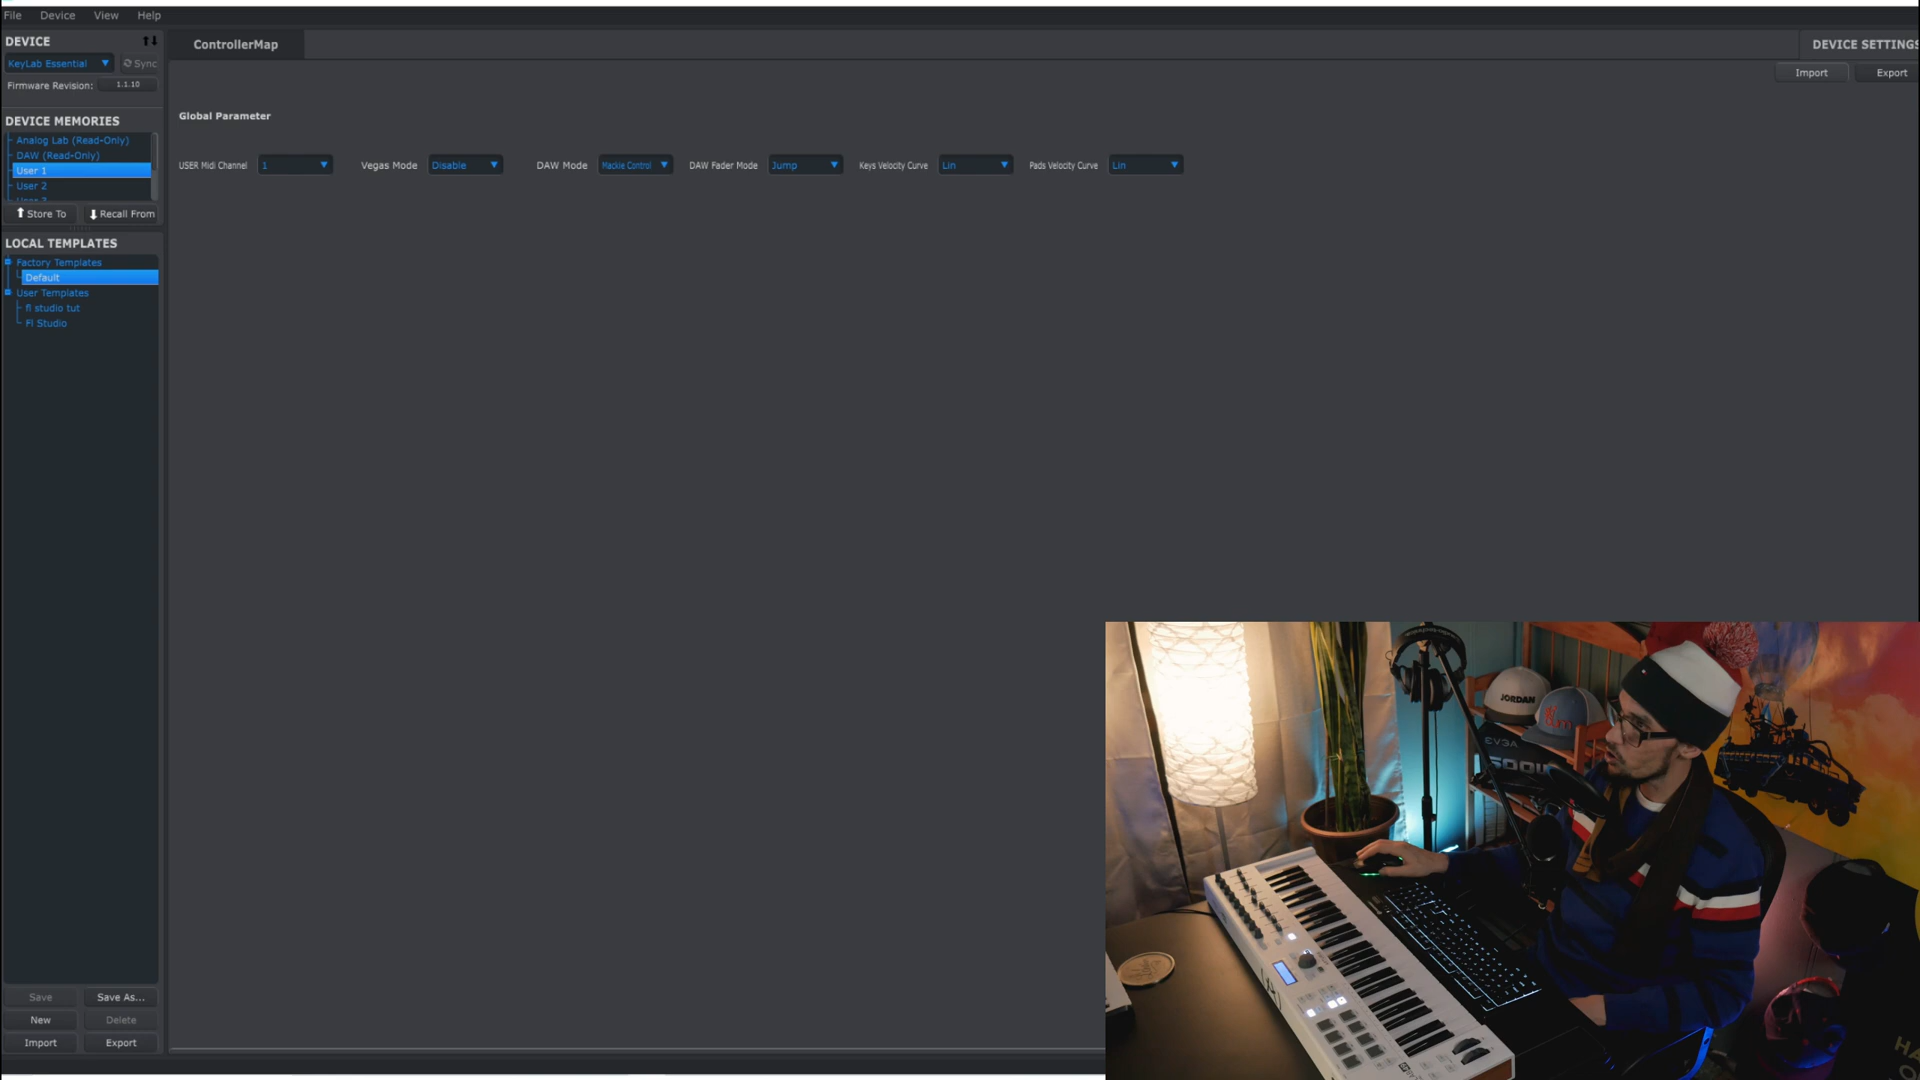 File Device View Help
DEVICE
ControllerMap
DEVICE SETTINGS
KeyLab Essential
Sync
Firmware Revision: 1.1.10
Import Export
Global Parameter
DEVICE MEMORIES
Analog Lab (Read-Only)
DAW (Read-Only)
User 1
User 2
User 3
USER Midi Channel 1 Vegas Mode Disable DAW Mode Mackie Control DAW Fader Mode Jump Keys Velocity Curve Lin Pads Velocity Curve Lin
Store To Recall From
LOCAL TEMPLATES
Factory Templates
Default
User Templates
fl studio tut
Fl Studio
Save Save As...
New Delete
Import Export
JORDAN
EVGA